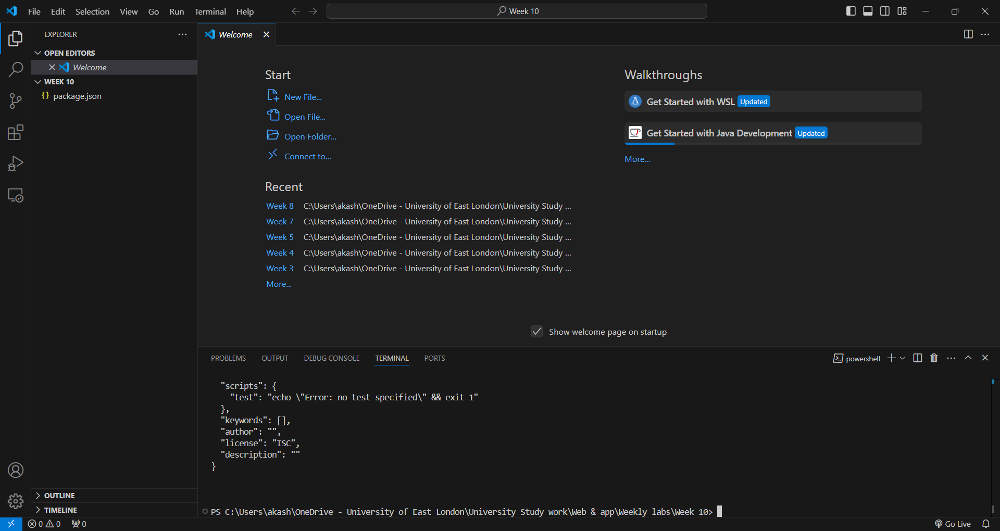 File Edit Selection View Go Run Terminal Help
Week 10
EXPLORER
OPEN EDITORS
Welcome
WEEK 10
{} package.json
OUTLINE
TIMELINE
Welcome
Start
New File...
Open File...
Open Folder...
Connect to...
Recent
Week 8 C:\Users\akash\OneDrive - University of East London\University Study ...
Week 7 C:\Users\akash\OneDrive - University of East London\University Study ...
Week 5 C:\Users\akash\OneDrive - University of East London\University Study ...
Week 4 C:\Users\akash\OneDrive - University of East London\University Study ...
Week 3 C:\Users\akash\OneDrive - University of East London\University Study ...
More...
Walkthroughs
Get Started with WSL Updated
Get Started with Java Development Updated
More...
Show welcome page on startup
PROBLEMS OUTPUT DEBUG CONSOLE TERMINAL PORTS
powershell
"scripts": {
"test": "echo \"Error: no test specified\" && exit 1"
},
"keywords": [],
"author": "",
"license": "ISC",
"description": ""
}
PS C:\Users\akash\OneDrive - University of East London\University Study work\Web & app\Weekly labs\Week 10>
0 0 0
Go Live